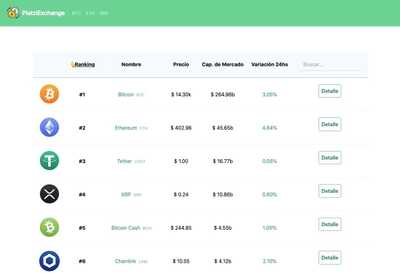 PlatziExchange BTC ETH XRP
Ranking Nombre Precio Cap. de Mercado Variación 24hs Buscar...
#1 Bitcoin BTC $ 14.30k $ 264.98b 3.26% Detalle
#2 Ethereum ETH $ 402.96 $ 45.65b 4.84% Detalle
#3 Tether USDT $ 1.00 $ 16.77b 0.05% Detalle
#4 XRP XRP $ 0.24 $ 10.86b 0.80% Detalle
#5 Bitcoin Cash BCH $ 244.85 $ 4.55b 1.09% Detalle
#6 Chainlink LINK $ 10.55 $ 4.12b 2.10% Detalle